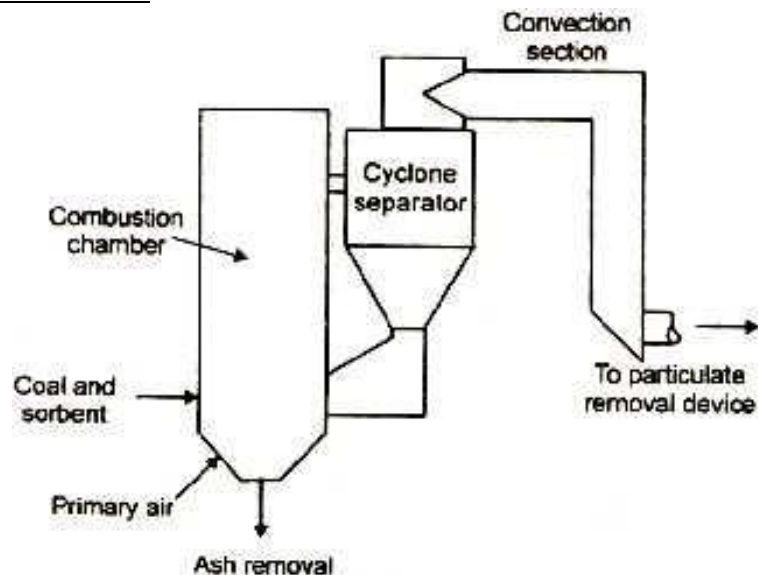 Convection
section
Cyclone
separator
Combustion
chamber
Coal and
sorbent
To particulate
removal device
Primary air
Ash removal